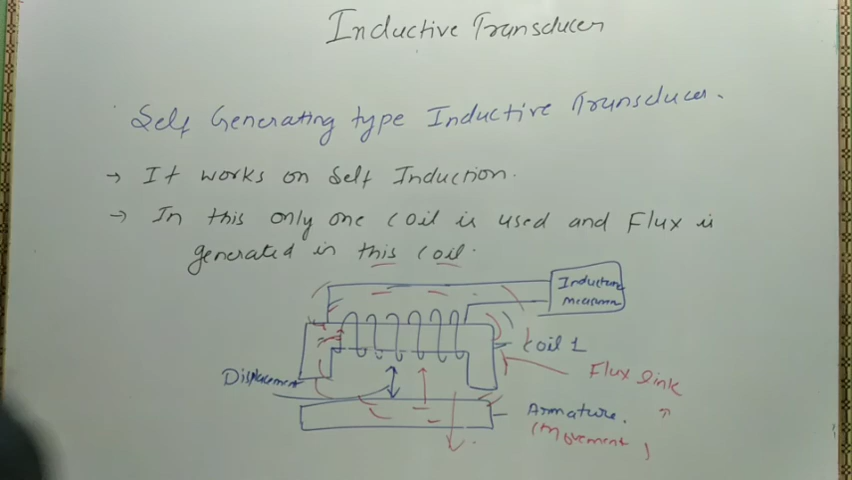 Inductive Transducer
Self Generating type Inductive Transducer.
→ It works on Self Induction.
→ In this only one coil is used and Flux is
generated in this coil.
Inductance
Coil 1
Flux link
Displacement
Armature.
(Movement)